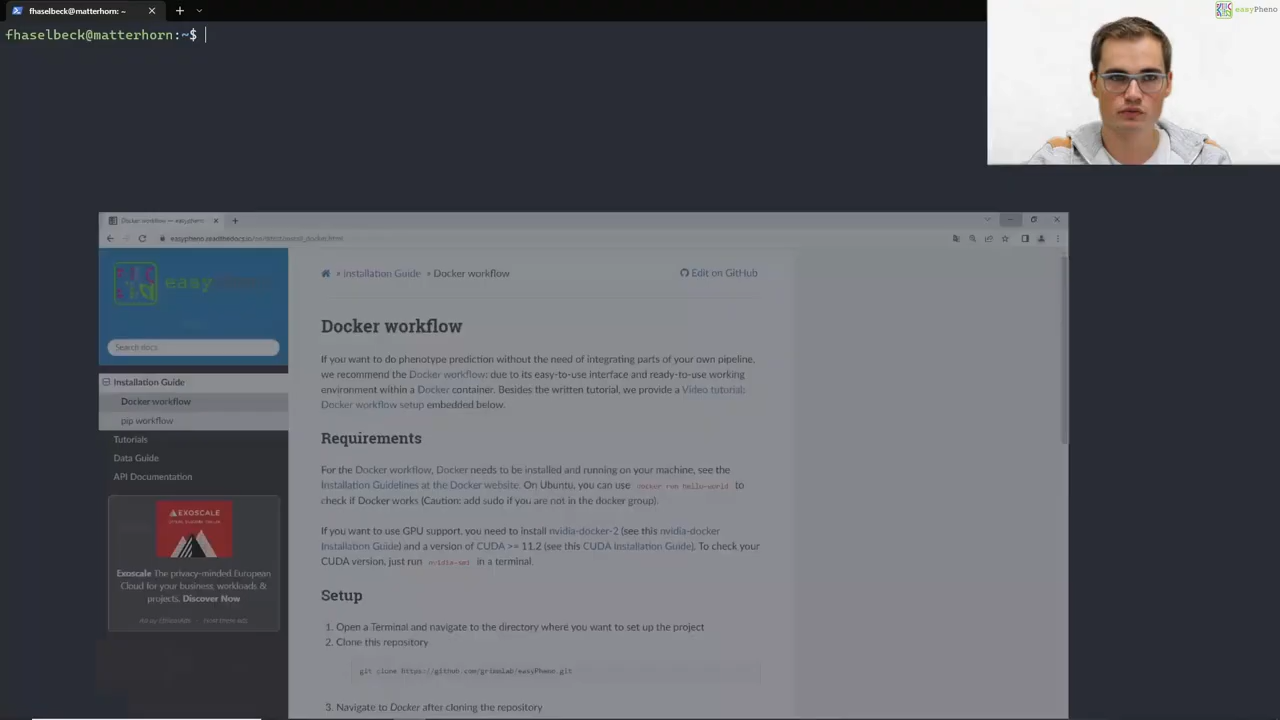 fhaselbeck@matterhorn: ~
easyPheno
fhaselbeck@matterhorn:~$
Docker workflow — easypheno
Search docs
Installation Guide
Docker workflow
pip workflow
Tutorials
Data Guide
API Documentation
EXOSCALE
Exoscale The privacy-minded European
Cloud for your business, workloads &
projects. Discover Now
» Installation Guide » Docker workflow
Edit on GitHub
Docker workflow
If you want to do phenotype prediction without the need of integrating parts of your own pipeline,
we recommend the Docker workflow: due to its easy-to-use interface and ready-to-use working
environment within a Docker container. Besides the written tutorial, we provide a Video tutorial:
Docker workflow setup embedded below.
Requirements
For the Docker workflow, Docker needs to be installed and running on your machine, see the
Installation Guidelines at the Docker website. On Ubuntu, you can use docker run hello-world to
check if Docker works (Caution: add sudo if you are not in the docker group).
If you want to use GPU support, you need to install nvidia-docker-2 (see this nvidia-docker
Installation Guide) and a version of CUDA >= 11.2 (see this CUDA Installation Guide). To check your
CUDA version, just run nvidia-smi in a terminal.
Setup
1. Open a Terminal and navigate to the directory where you want to set up the project
2. Clone this repository
git clone https://github.com/grimmlab/easyPheno.git
3. Navigate to Docker after cloning the repository